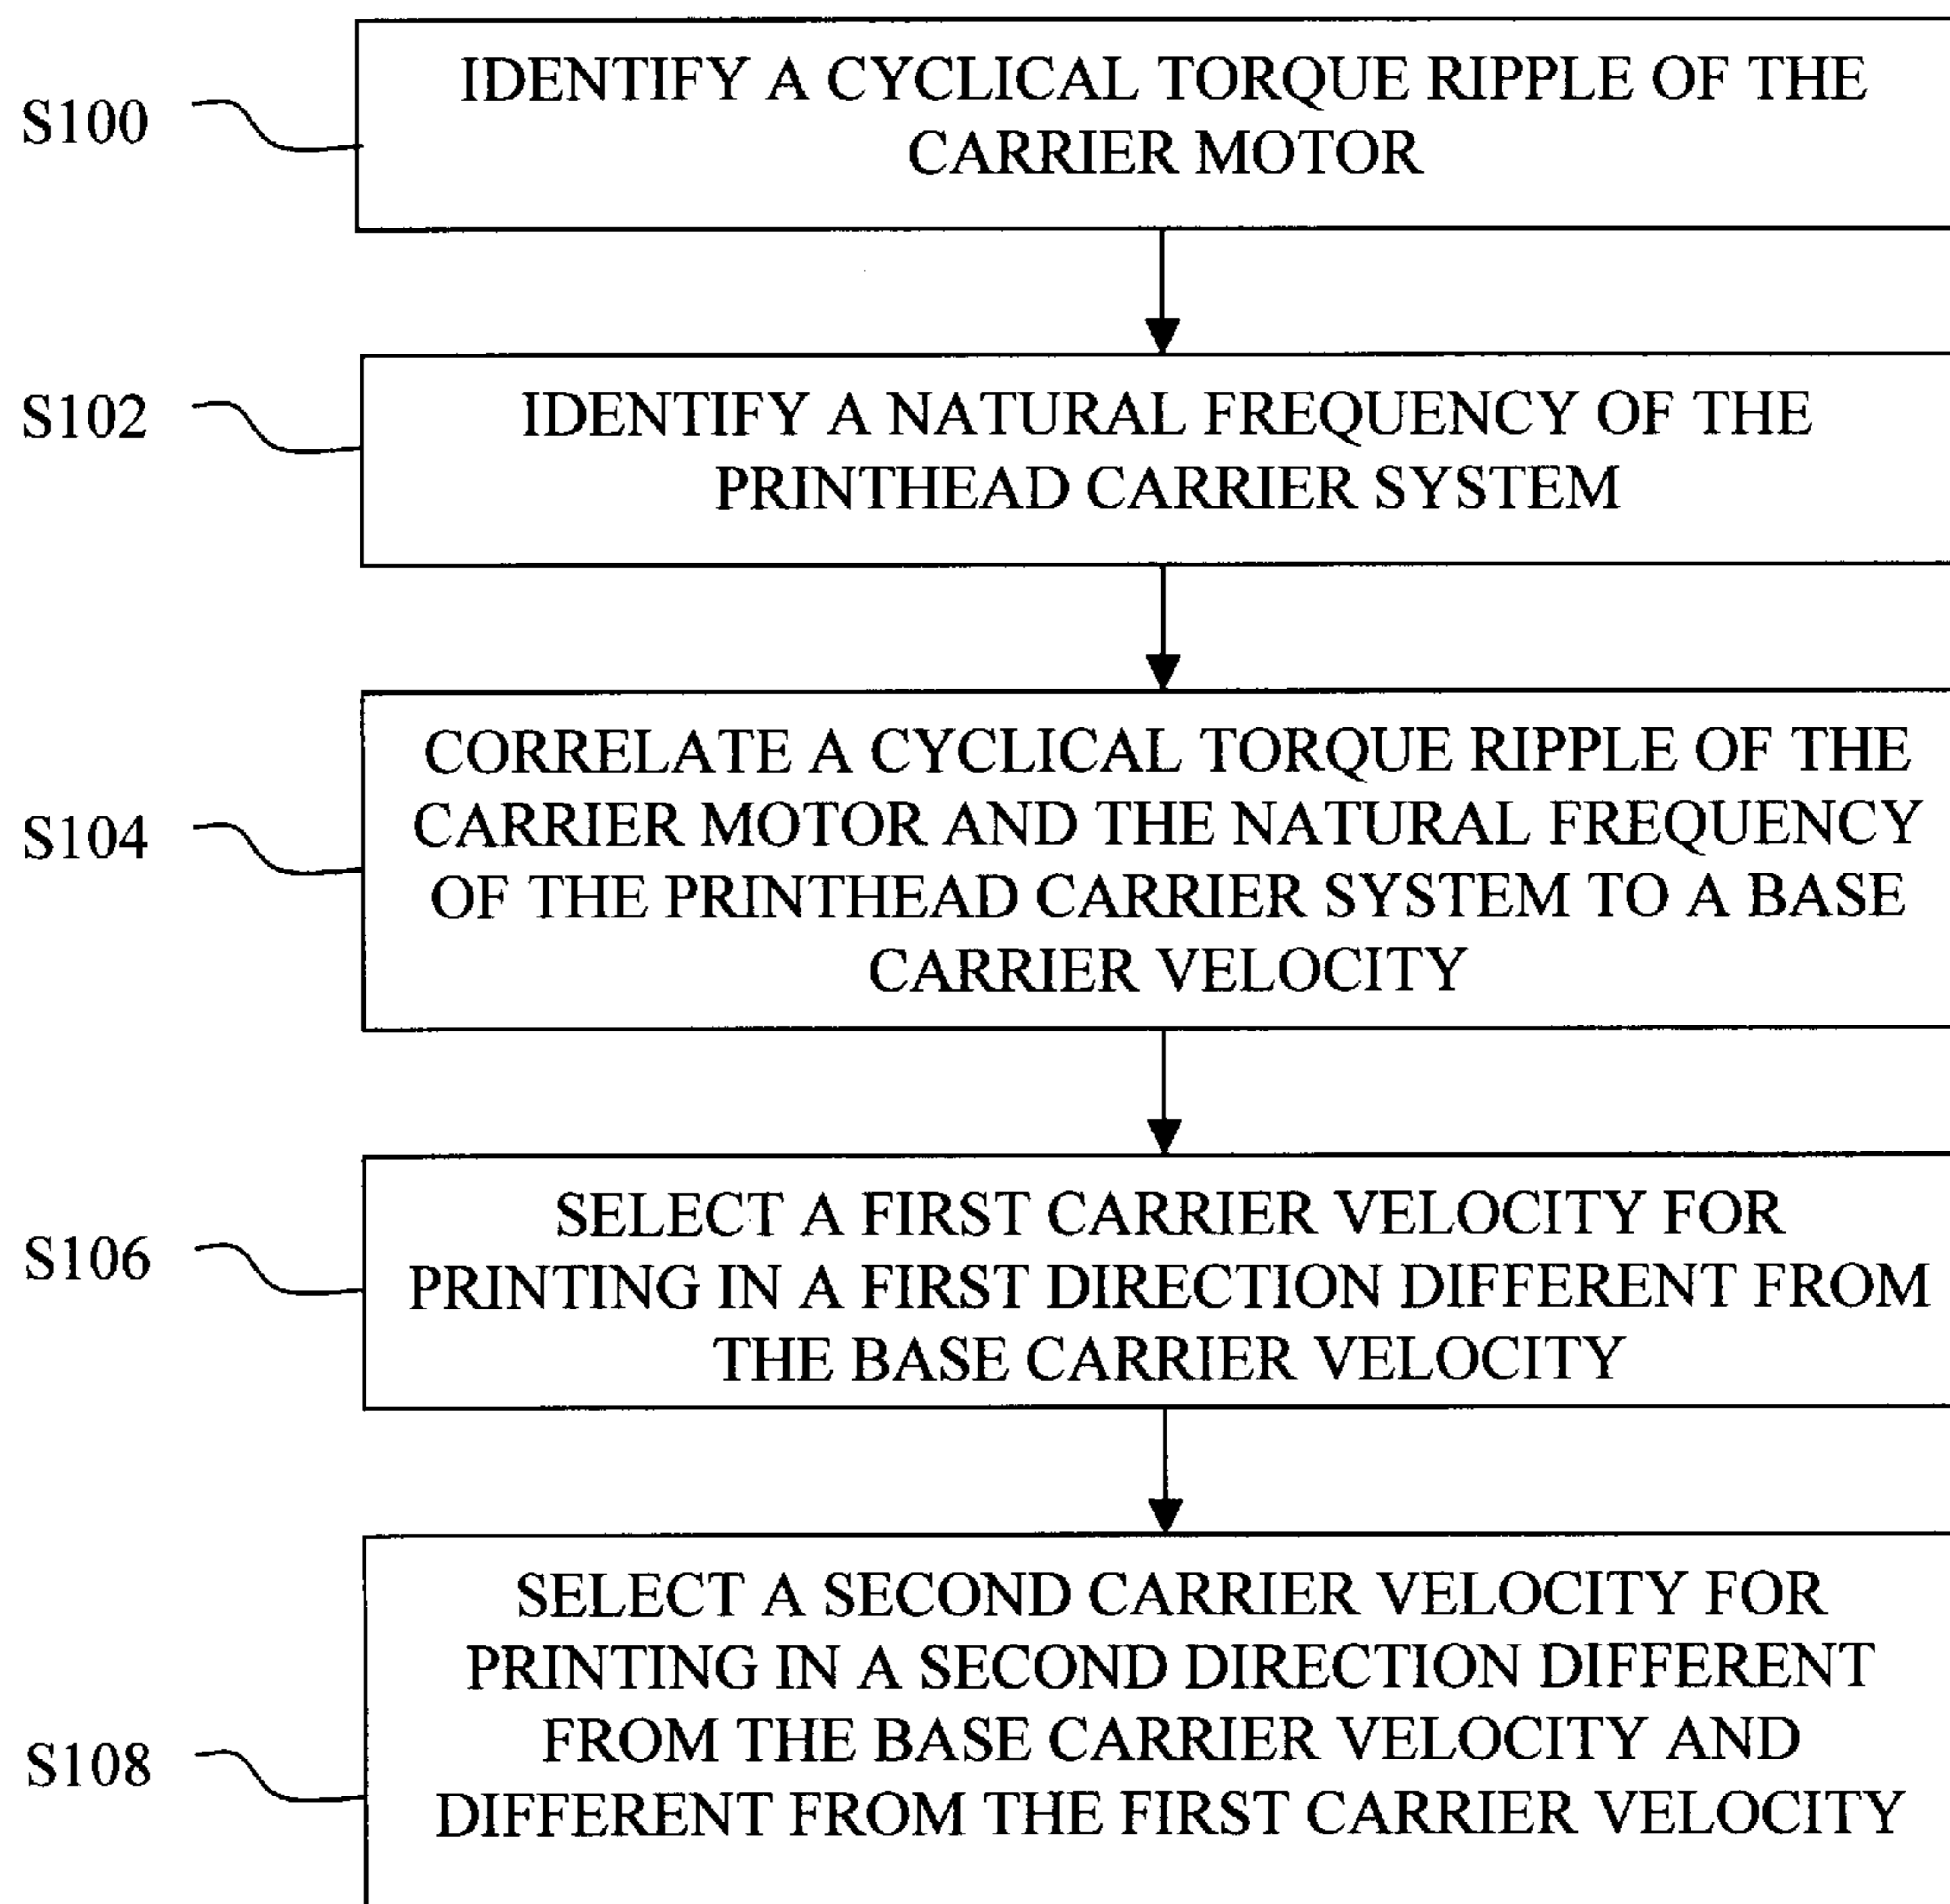 S100
IDENTIFY A CYCLICAL TORQUE RIPPLE OF THE
CARRIER MOTOR
S102
IDENTIFY A NATURAL FREQUENCY OF THE
PRINTHEAD CARRIER SYSTEM
S104
CORRELATE A CYCLICAL TORQUE RIPPLE OF THE
CARRIER MOTOR AND THE NATURAL FREQUENCY
OF THE PRINTHEAD CARRIER SYSTEM TO A BASE
CARRIER VELOCITY
S106
SELECT A FIRST CARRIER VELOCITY FOR
PRINTING IN A FIRST DIRECTION DIFFERENT FROM
THE BASE CARRIER VELOCITY
S108
SELECT A SECOND CARRIER VELOCITY FOR
PRINTING IN A SECOND DIRECTION DIFFERENT
FROM THE BASE CARRIER VELOCITY AND
DIFFERENT FROM THE FIRST CARRIER VELOCITY